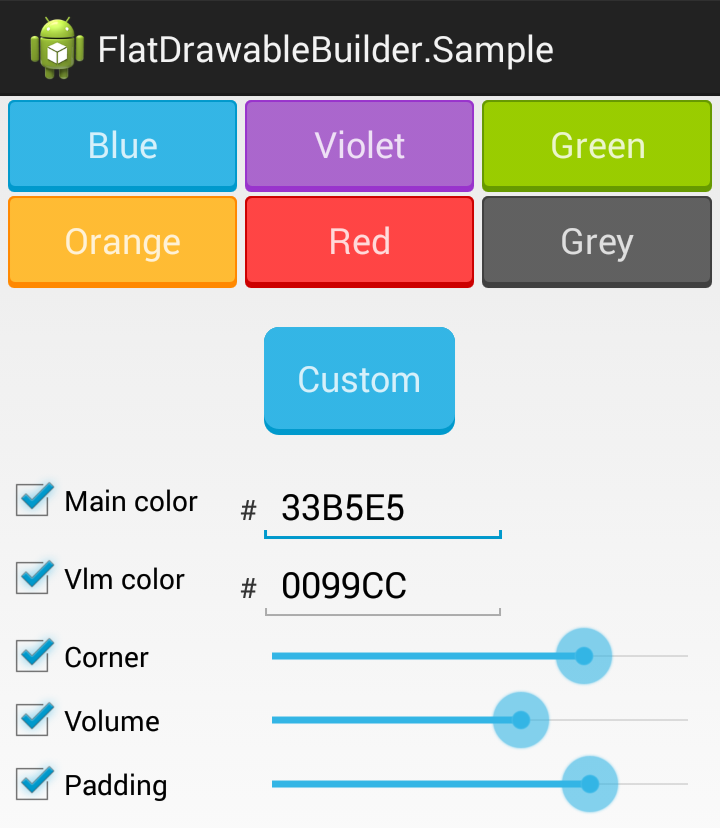 FlatDrawableBuilder.Sample
Blue Violet Green
Orange Red Grey
Custom
Main color # 33B5E5
Vlm color # 0099CC
Corner
Volume
Padding